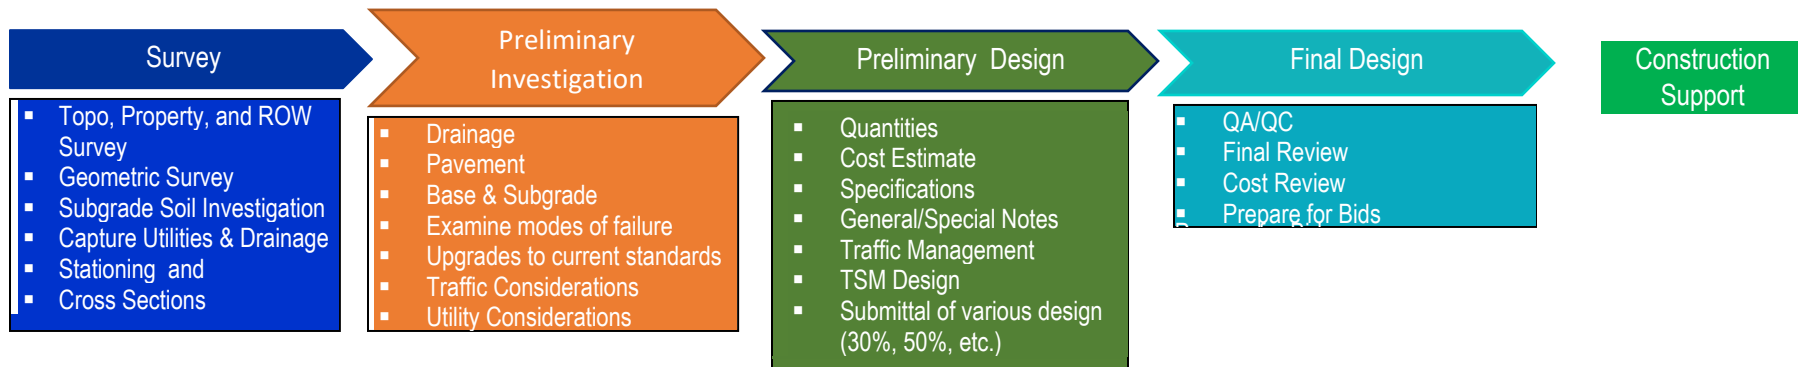 Survey
▪ Topo, Property, and ROW
Survey
▪ Geometric Survey
▪ Subgrade Soil Investigation
▪ Capture Utilities & Drainage
▪ Stationing and
▪ Cross Sections
Preliminary
Investigation
▪ Drainage
▪ Pavement
▪ Base & Subgrade
▪ Examine modes of failure
▪ Upgrades to current standards
▪ Traffic Considerations
▪ Utility Considerations
Preliminary Design
▪ Quantities
▪ Cost Estimate
▪ Specifications
▪ General/Special Notes
▪ Traffic Management
▪ TSM Design
▪ Submittal of various design
(30%, 50%, etc.)
Final Design
▪ QA/QC
▪ Final Review
▪ Cost Review
▪ Prepare for Bids
Construction
Support